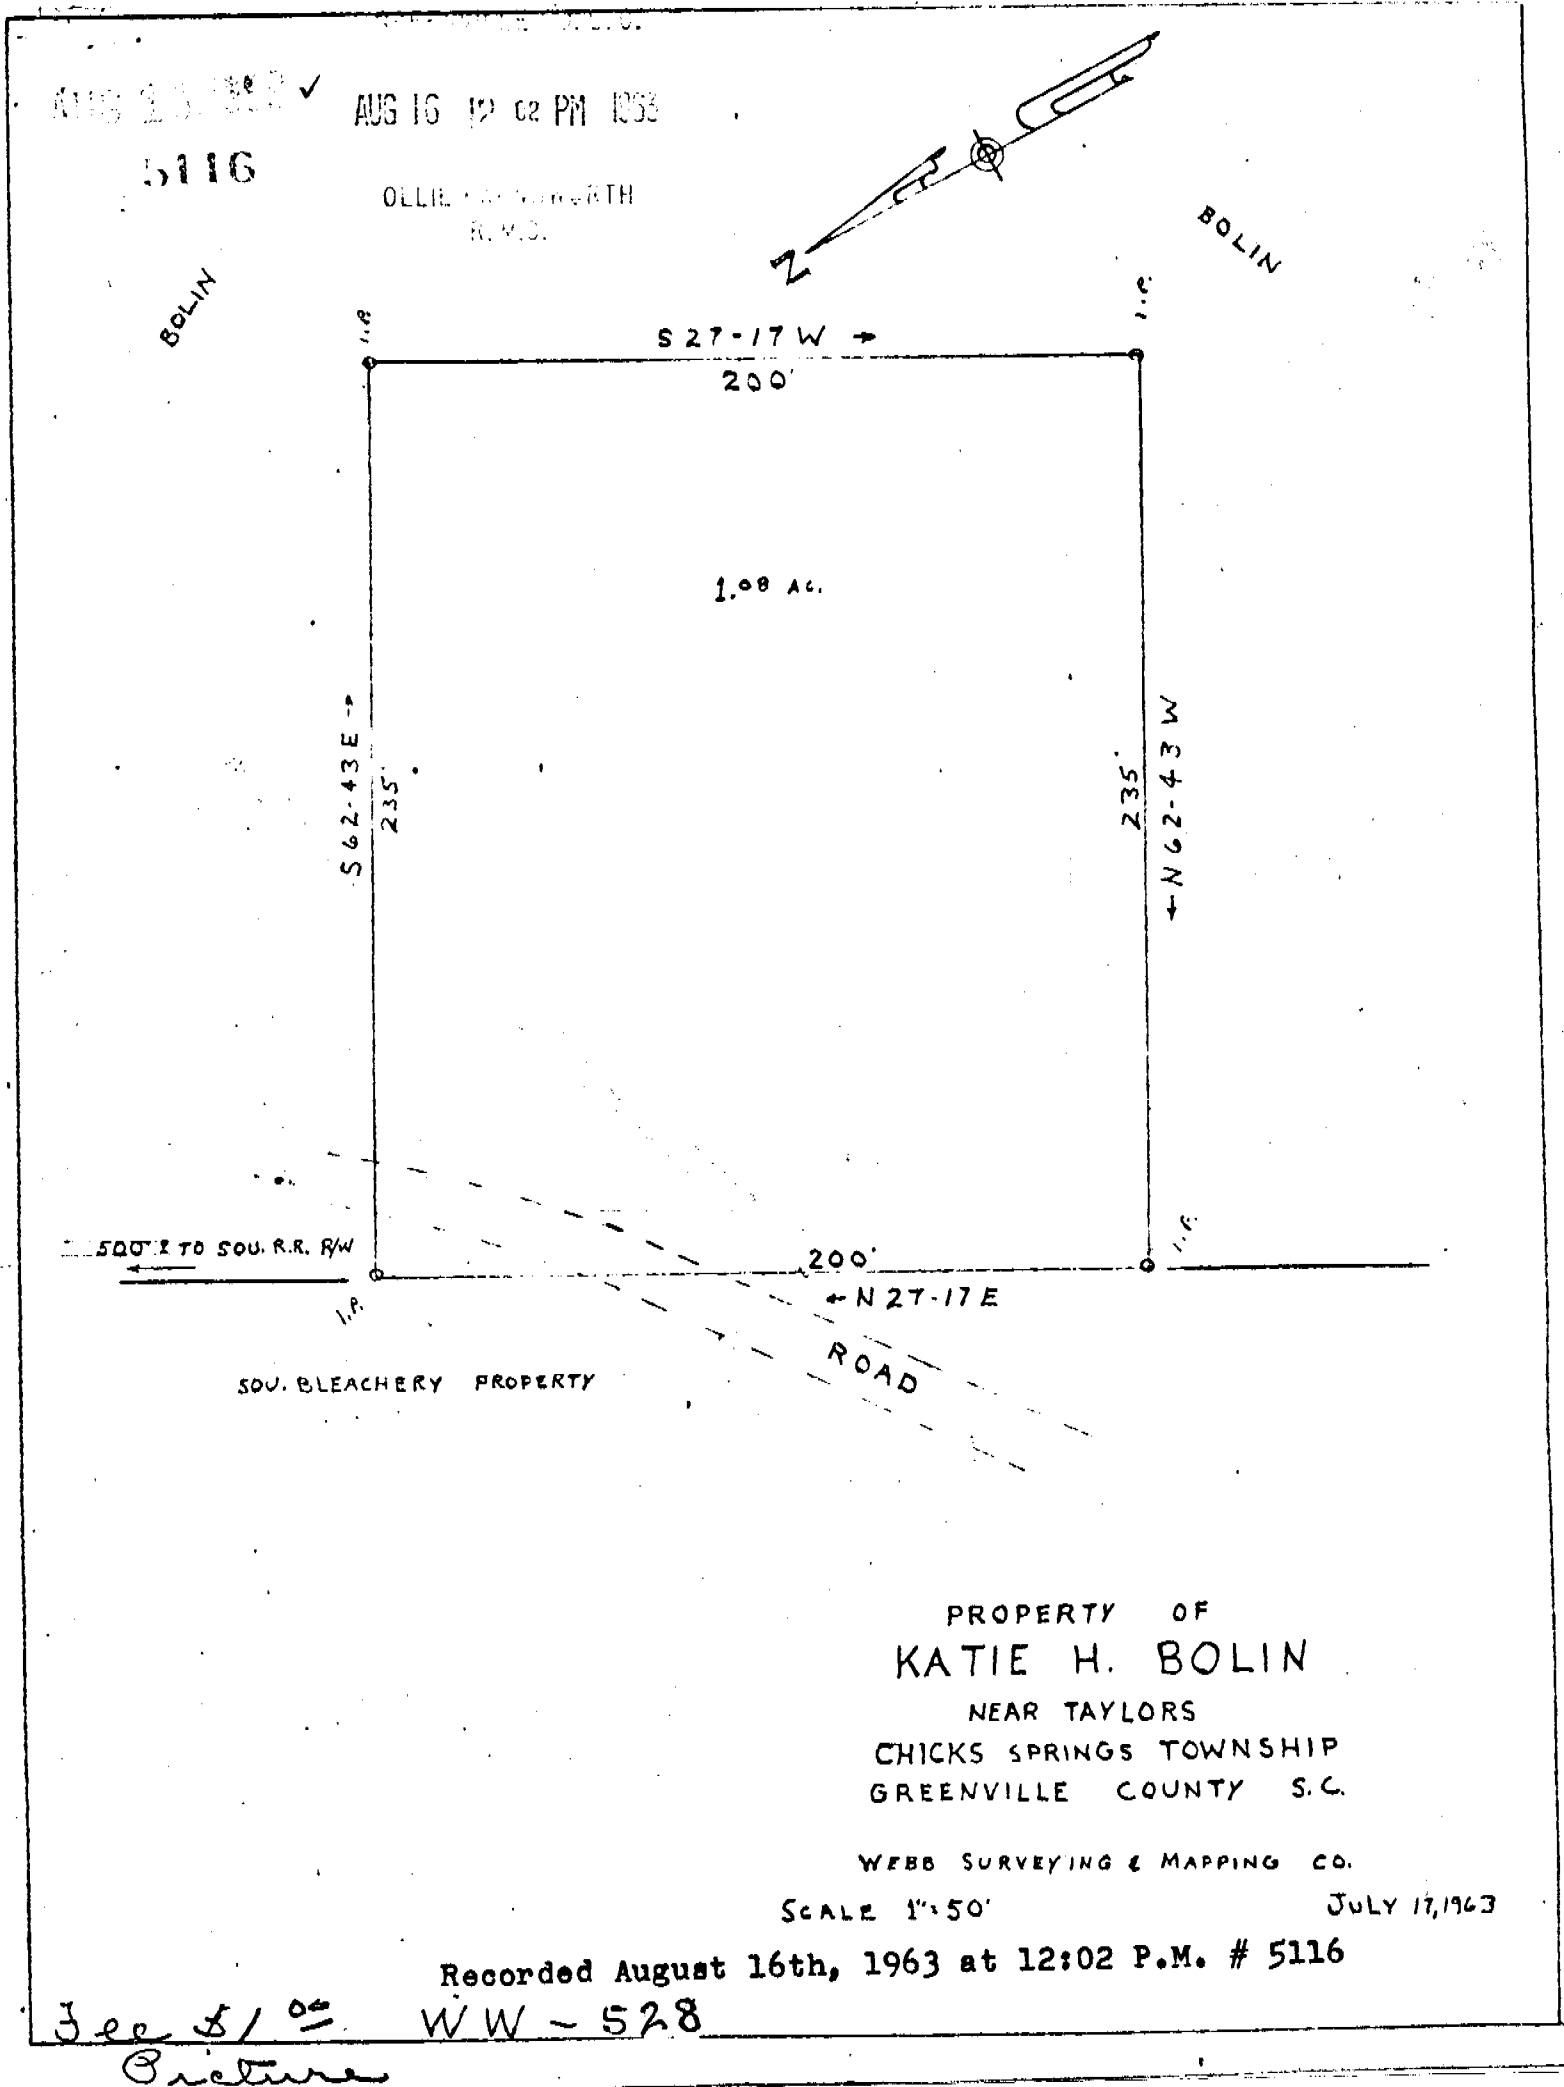 AUG 16 12 02 PM 1963
5116
OLLIE
R.M.C.
N
BOLIN
BOLIN
I.P.
I.P.
S 27-17 W →
200'
1.08 AC.
S 62-43 E →
235'
235'
← N 62-43 W
500' ± TO SOU. R.R. R/W
200'
I.P.
I.P.
← N 27-17 E
ROAD
SOU. BLEACHERY PROPERTY
PROPERTY OF
KATIE H. BOLIN
NEAR TAYLORS
CHICKS SPRINGS TOWNSHIP
GREENVILLE COUNTY S.C.
WEBB SURVEYING & MAPPING CO.
SCALE 1"=50'
JULY 17, 1963
Recorded August 16th, 1963 at 12:02 P.M. # 5116
Fee $1 00 WW - 528
Picture